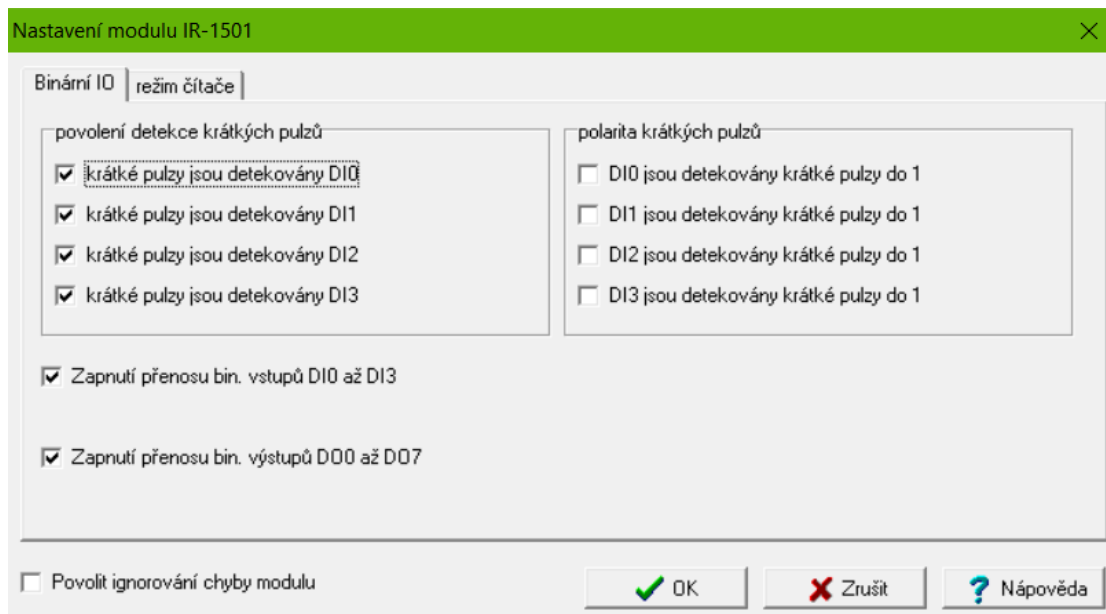 Nastavení modulu IR-1501
Binární IO
režim čítače
povolení detekce krátkých pulzů
krátké pulzy jsou detekovány DI0
krátké pulzy jsou detekovány DI1
krátké pulzy jsou detekovány DI2
krátké pulzy jsou detekovány DI3
polarita krátkých pulzů
DI0 jsou detekovány krátké pulzy do 1
DI1 jsou detekovány krátké pulzy do 1
DI2 jsou detekovány krátké pulzy do 1
DI3 jsou detekovány krátké pulzy do 1
Zapnutí přenosu bin. vstupů DI0 až DI3
Zapnutí přenosu bin. výstupů DO0 až DO7
Povolit ignorování chyby modulu
OK
Zrušit
Nápověda